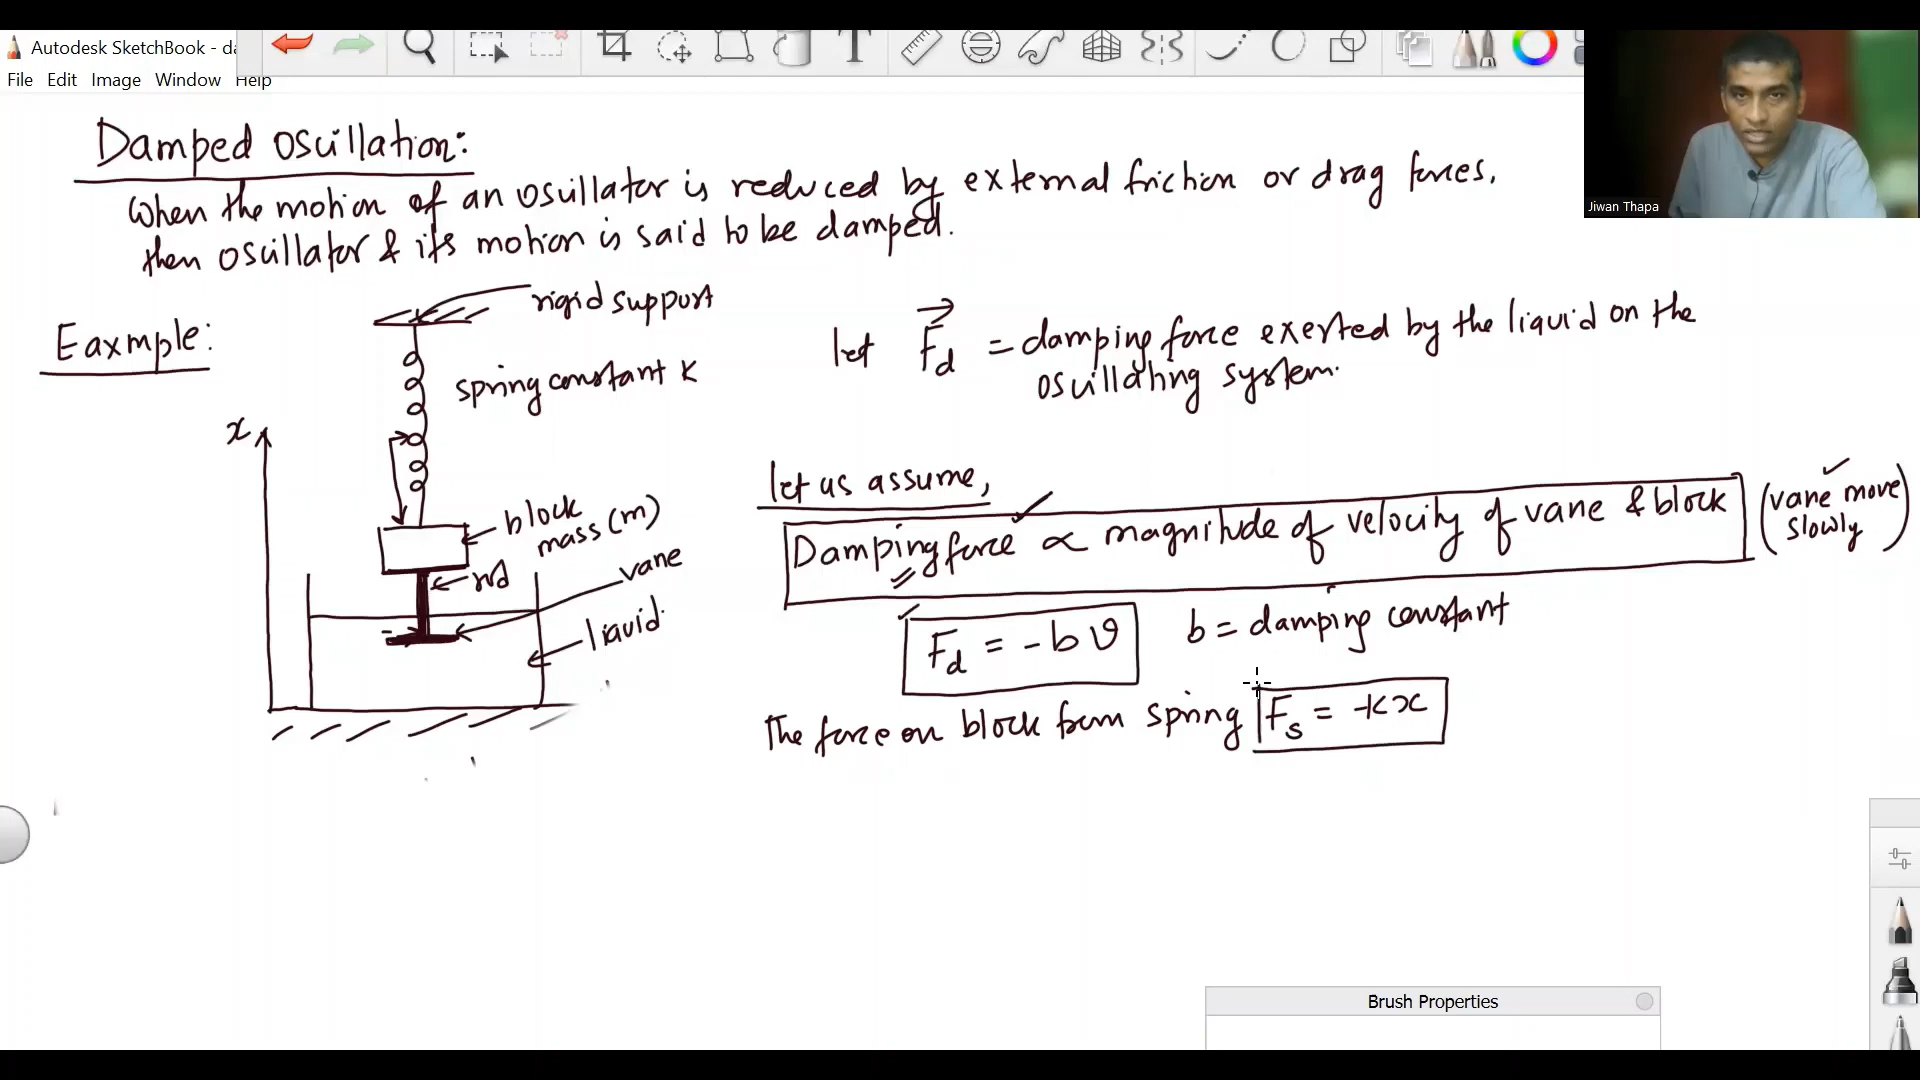 Autodesk SketchBook - da
File Edit Image Window Help
Jiwan Thapa
Damped oscillation:
When the motion of an oscillator is reduced by external friction or drag forces,
then oscillator & its motion is said to be damped.
Eaxmple:
rigid support
spring constant K
x
block
mass (m)
rod
vane
liquid
let F⃗d = damping force exerted by the liquid on the
oscillating system.
let us assume,
Damping force ∝ magnitude of velocity of vane & block
(vane move
slowly)
Fd = -bv
b = damping constant
The force on block from spring Fs = -kx
Brush Properties